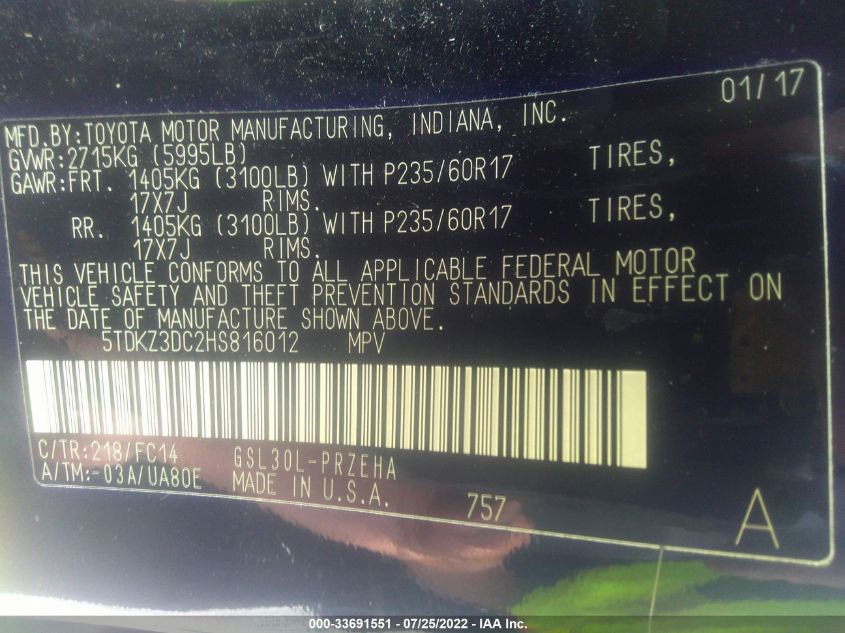 01/17
MFD.BY:TOYOTA MOTOR MANUFACTURING, INDIANA, INC.
GVWR:2715KG (5995LB)
GAWR:FRT. 1405KG (3100LB) WITH P235/60R17 TIRES,
17X7J RIMS.
RR. 1405KG (3100LB) WITH P235/60R17 TIRES,
17X7J RIMS.
THIS VEHICLE CONFORMS TO ALL APPLICABLE FEDERAL MOTOR
VEHICLE SAFETY AND THEFT PREVENTION STANDARDS IN EFFECT ON
THE DATE OF MANUFACTURE SHOWN ABOVE.
5TDKZ3DC2HS816012 MPV
C/TR:218/FC14 GSL30L-PRZEHA
A/TM:-03A/UA80E MADE IN U.S.A. 757 A
000-33691551 - 07/25/2022 - IAA Inc.